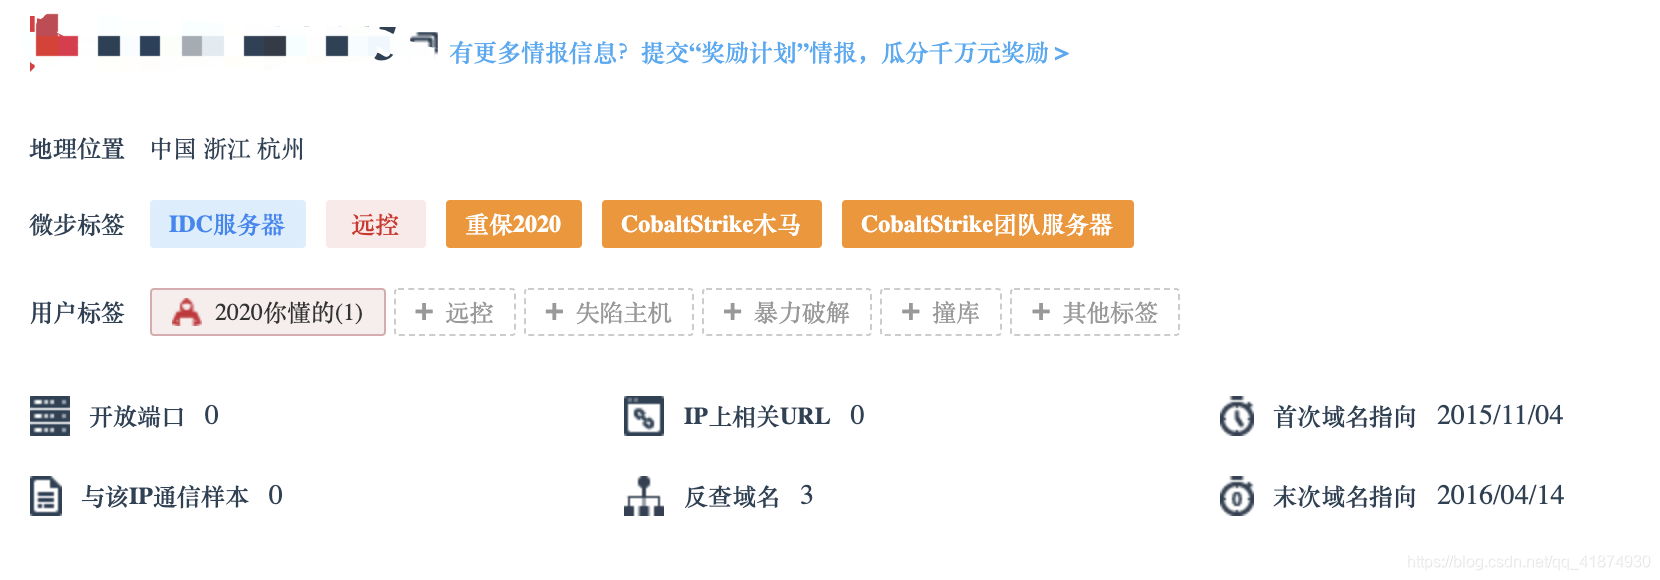 有更多情报信息? 提交“奖励计划”情报，瓜分千万元奖励 >
地理位置 中国 浙江 杭州
微步标签 IDC服务器 远控 重保2020 CobaltStrike木马 CobaltStrike团队服务器
用户标签 2020你懂的(1) + 远控 + 失陷主机 + 暴力破解 + 撞库 + 其他标签
开放端口 0 IP上相关URL 0 首次域名指向 2015/11/04
与该IP通信样本 0 反查域名 3 末次域名指向 2016/04/14
https://blog.csdn.net/qq_41874930